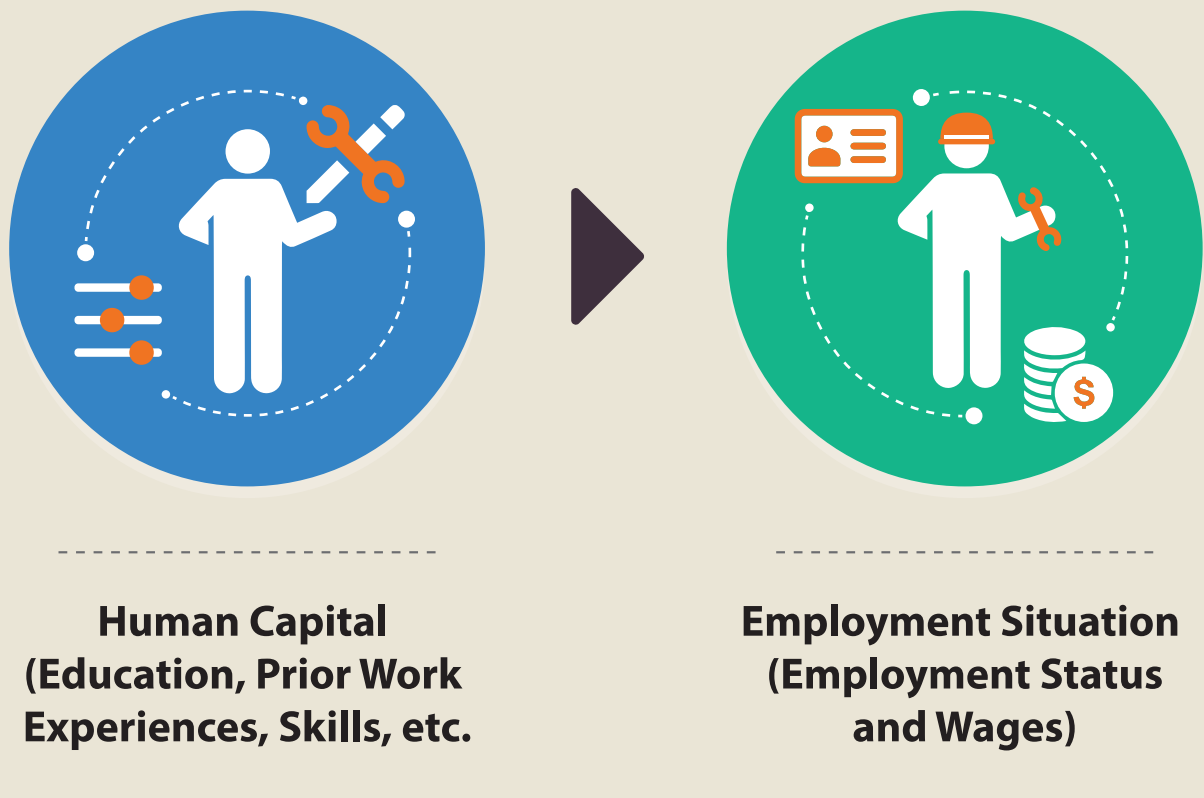 $
Human Capital
(Education, Prior Work
Experiences, Skills, etc.
Employment Situation
(Employment Status
and Wages)